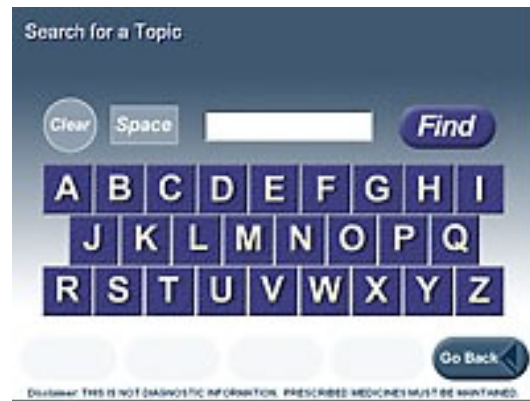 Search for a Topic
Clear Space Find
A B C D E F G H I
J K L M N O P Q
R S T U V W X Y Z
Go Back
Disclaimer: THIS IS NOT DIAGNOSTIC INFORMATION. PRESCRIBED MEDICINES MUST BE MAINTAINED.